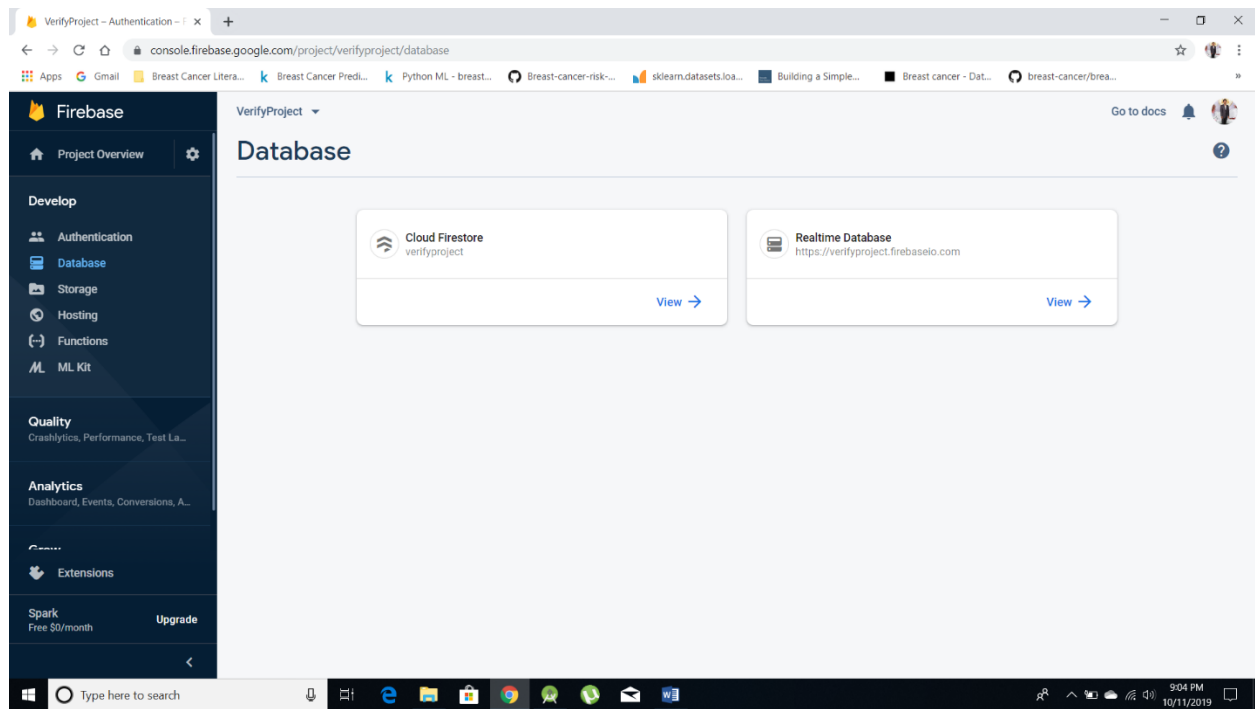 VerifyProject – Authentication – F
console.firebase.google.com/project/verifyproject/database
Apps
Gmail
Breast Cancer Litera...
Breast Cancer Predi...
Python ML - breast...
Breast-cancer-risk-...
sklearn.datasets.loa...
Building a Simple...
Breast cancer - Dat...
breast-cancer/brea...
Firebase
VerifyProject
Go to docs
Project Overview
Database
Develop
Authentication
Database
Storage
Hosting
Functions
ML Kit
Quality
Crashlytics, Performance, Test La...
Analytics
Dashboard, Events, Conversions, A...
Grow
Extensions
Spark
Free $0/month
Upgrade
Cloud Firestore
verifyproject
View
Realtime Database
https://verifyproject.firebaseio.com
View
Type here to search
9:04 PM
10/11/2019